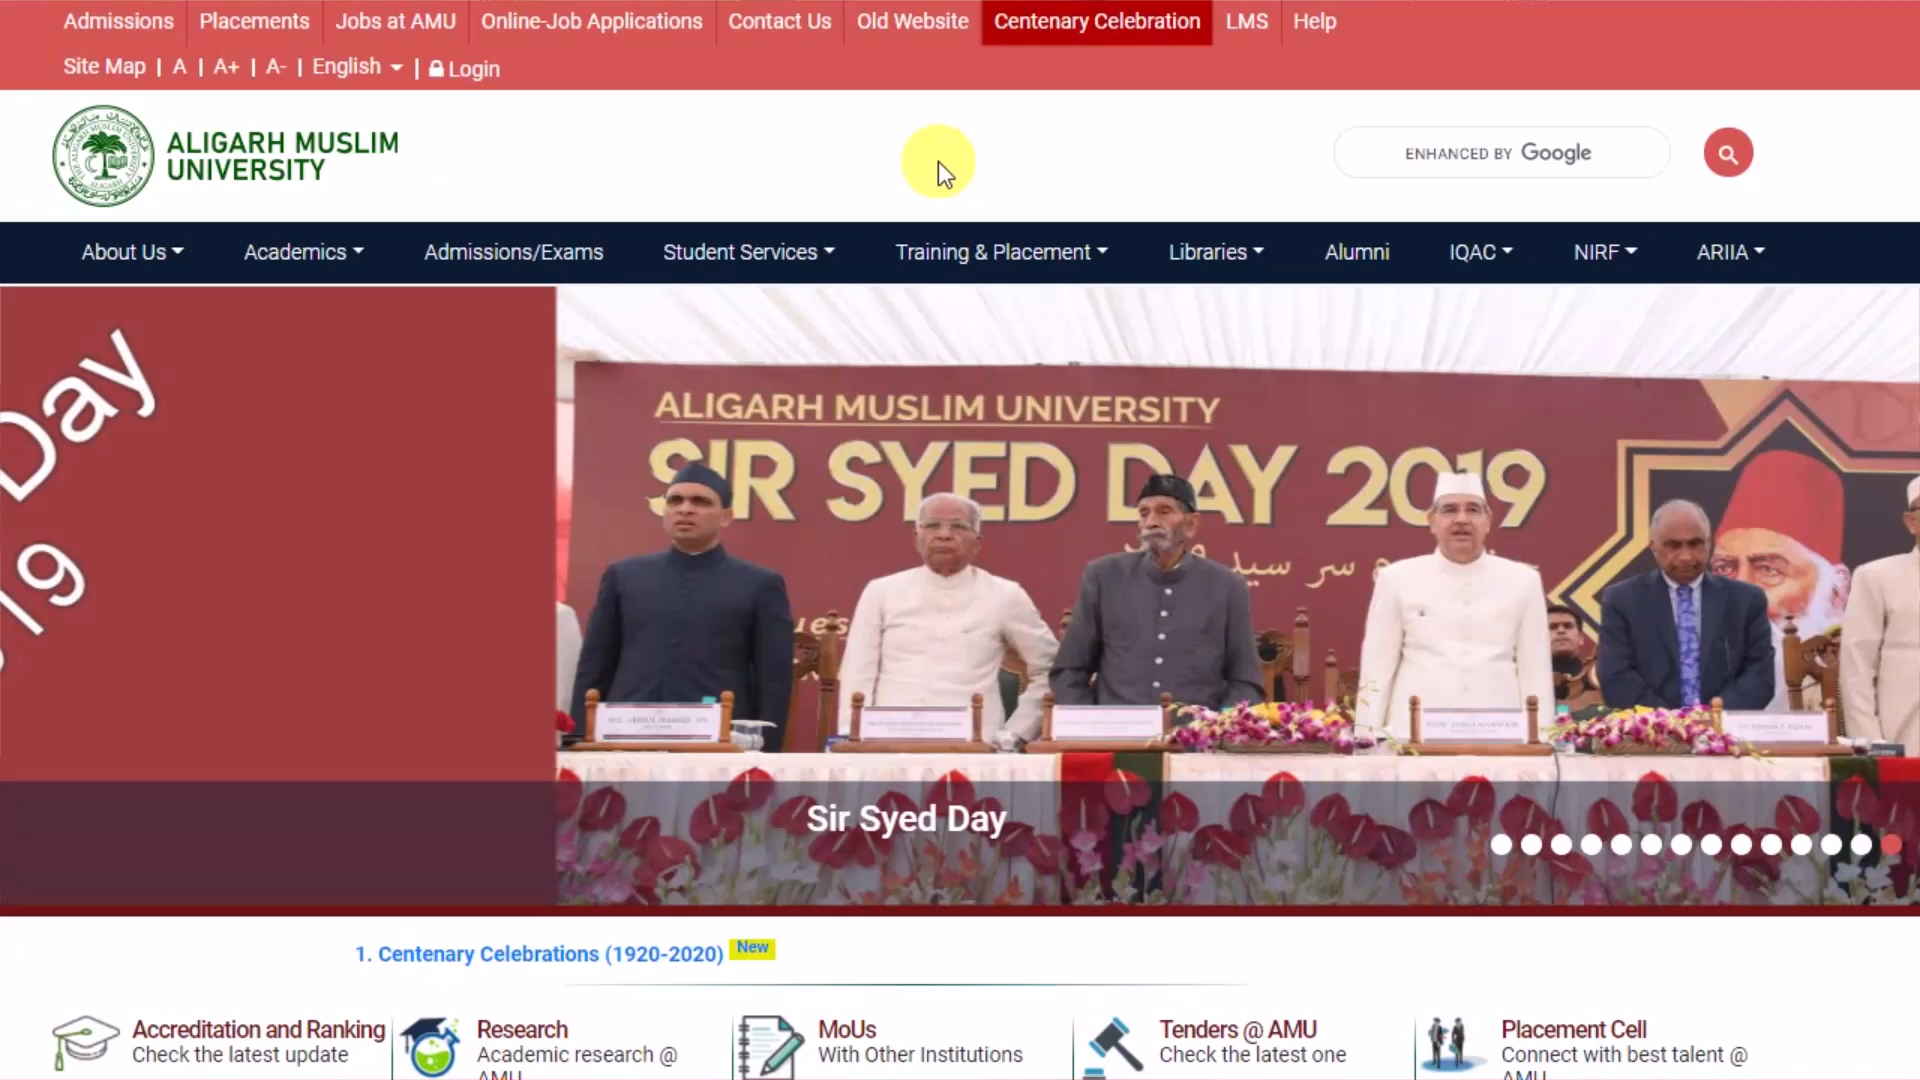 Admissions Placements Jobs at AMU Online-Job Applications Contact Us Old Website Centenary Celebration LMS Help
Site Map | A | A+ | A- | English | Login
ALIGARH MUSLIM
UNIVERSITY
ENHANCED BY Google
About Us Academics Admissions/Exams Student Services Training & Placement Libraries Alumni IQAC NIRF ARIIA
Day
19
ALIGARH MUSLIM UNIVERSITY
SIR SYED DAY 2019
سر سید
Sir Syed Day
1. Centenary Celebrations (1920-2020) New
Accreditation and Ranking Research MoUs Tenders @ AMU Placement Cell
Check the latest update Academic research @ With Other Institutions Check the latest one Connect with best talent @
AMU AMU